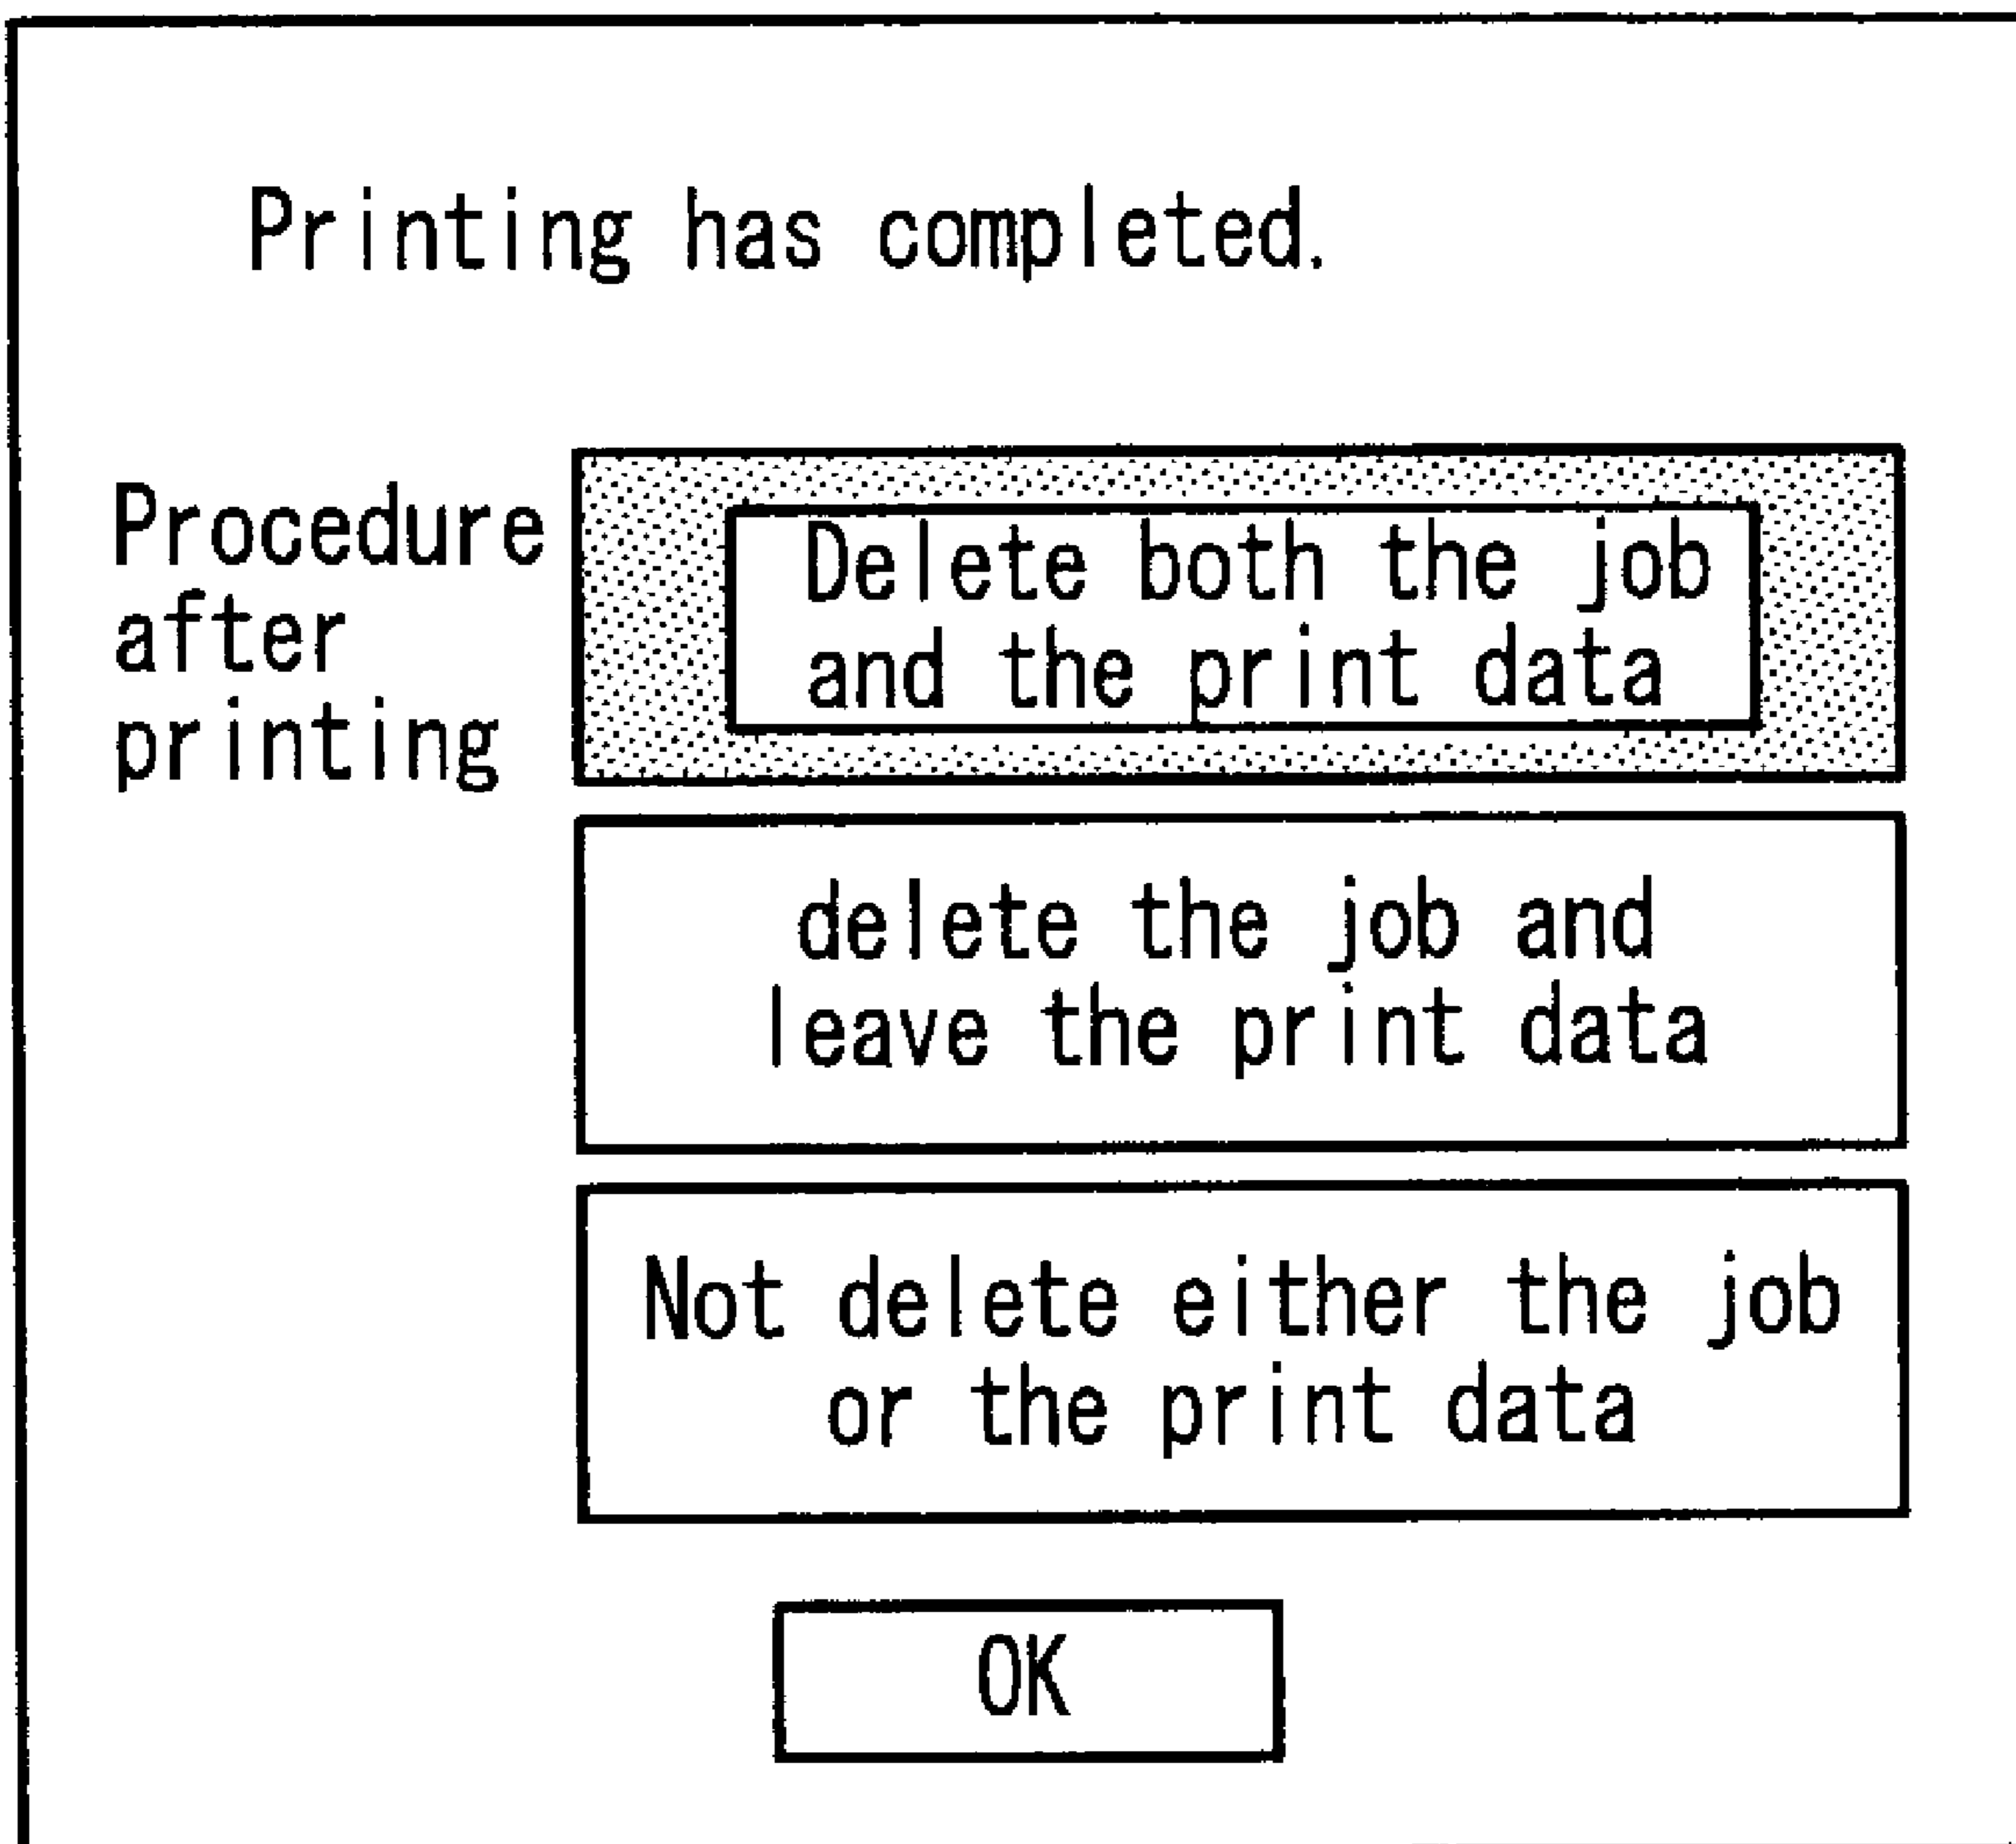 Printing has completed.
Procedure
after
printing
Delete both the job
and the print data
delete the job and
leave the print data
Not delete either the job
or the print data
OK